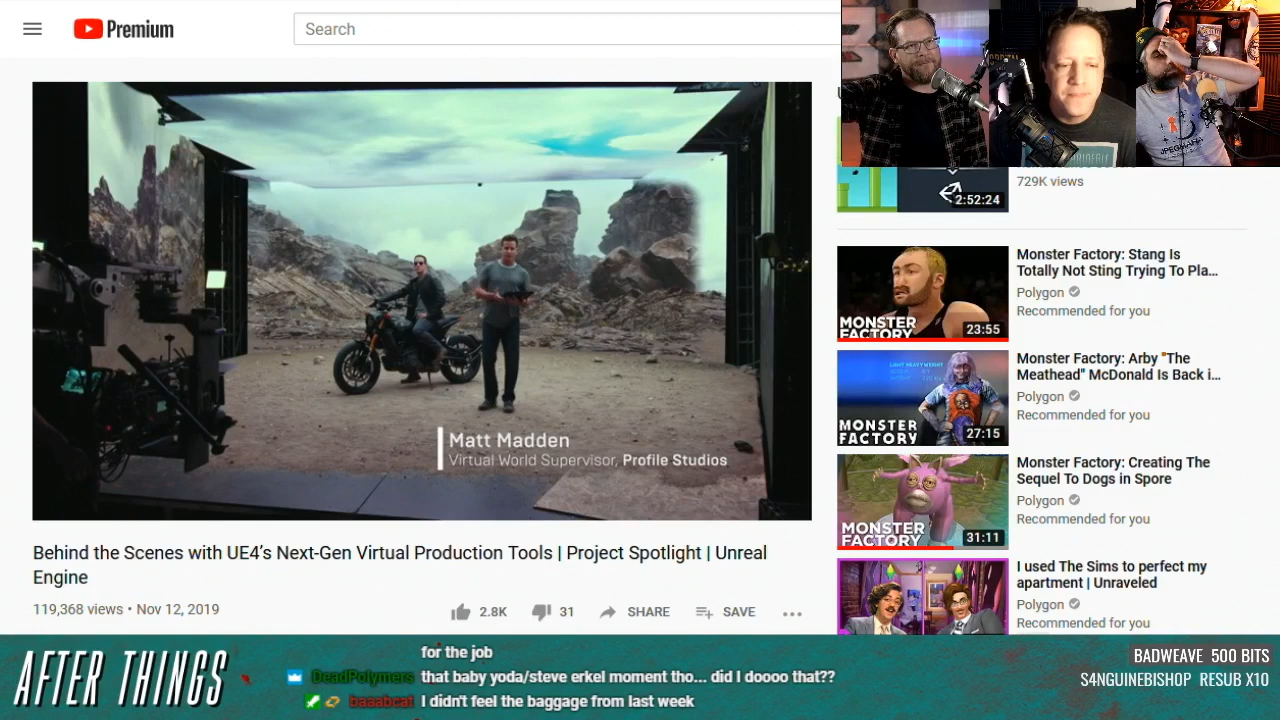 Premium
Search
Matt Madden
Virtual World Supervisor, Profile Studios
Behind the Scenes with UE4's Next-Gen Virtual Production Tools | Project Spotlight | Unreal
Engine
119,368 views • Nov 12, 2019
2.8K
31
SHARE
SAVE
2:52:24
729K views
MONSTER
FACTORY
23:55
Monster Factory: Stang Is
Totally Not Sting Trying To Pla...
Polygon
Recommended for you
MONSTER
FACTORY
27:15
Monster Factory: Arby "The
Meathead" McDonald Is Back i...
Polygon
Recommended for you
MONSTER
FACTORY
31:11
Monster Factory: Creating The
Sequel To Dogs in Spore
Polygon
Recommended for you
I used The Sims to perfect my
apartment | Unraveled
Polygon
Recommended for you
AFTER THINGS
for the job
DeadPolymers that baby yoda/steve erkel moment tho... did I doooo that??
baaabcat I didn't feel the baggage from last week
BADWEAVE 500 BITS
S4NGUINEBISHOP RESUB X10